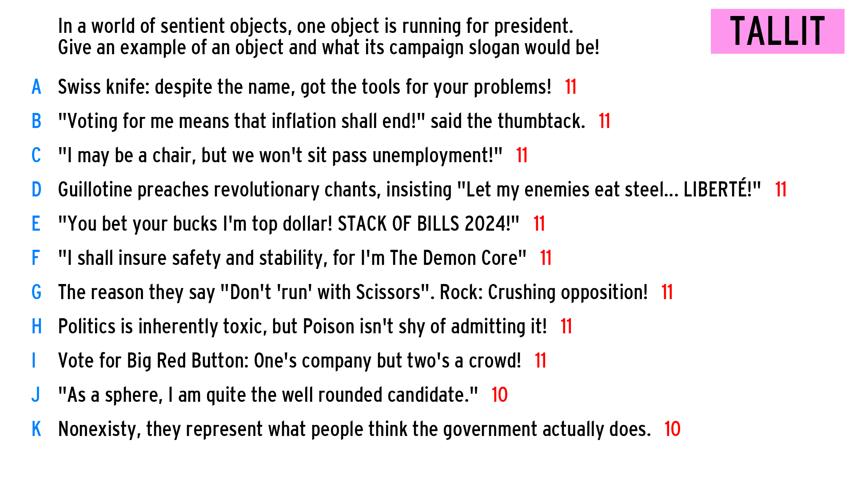 In a world of sentient objects, one object is running for president.
Give an example of an object and what its campaign slogan would be!
TALLIT
A Swiss knife: despite the name, got the tools for your problems! 11
B "Voting for me means that inflation shall end!" said the thumbtack. 11
C "I may be a chair, but we won't sit pass unemployment!" 11
D Guillotine preaches revolutionary chants, insisting "Let my enemies eat steel... LIBERTÉ!" 11
E "You bet your bucks I'm top dollar! STACK OF BILLS 2024!" 11
F "I shall insure safety and stability, for I'm The Demon Core" 11
G The reason they say "Don't 'run' with Scissors". Rock: Crushing opposition! 11
H Politics is inherently toxic, but Poison isn't shy of admitting it! 11
I Vote for Big Red Button: One's company but two's a crowd! 11
J "As a sphere, I am quite the well rounded candidate." 10
K Nonexisty, they represent what people think the government actually does. 10